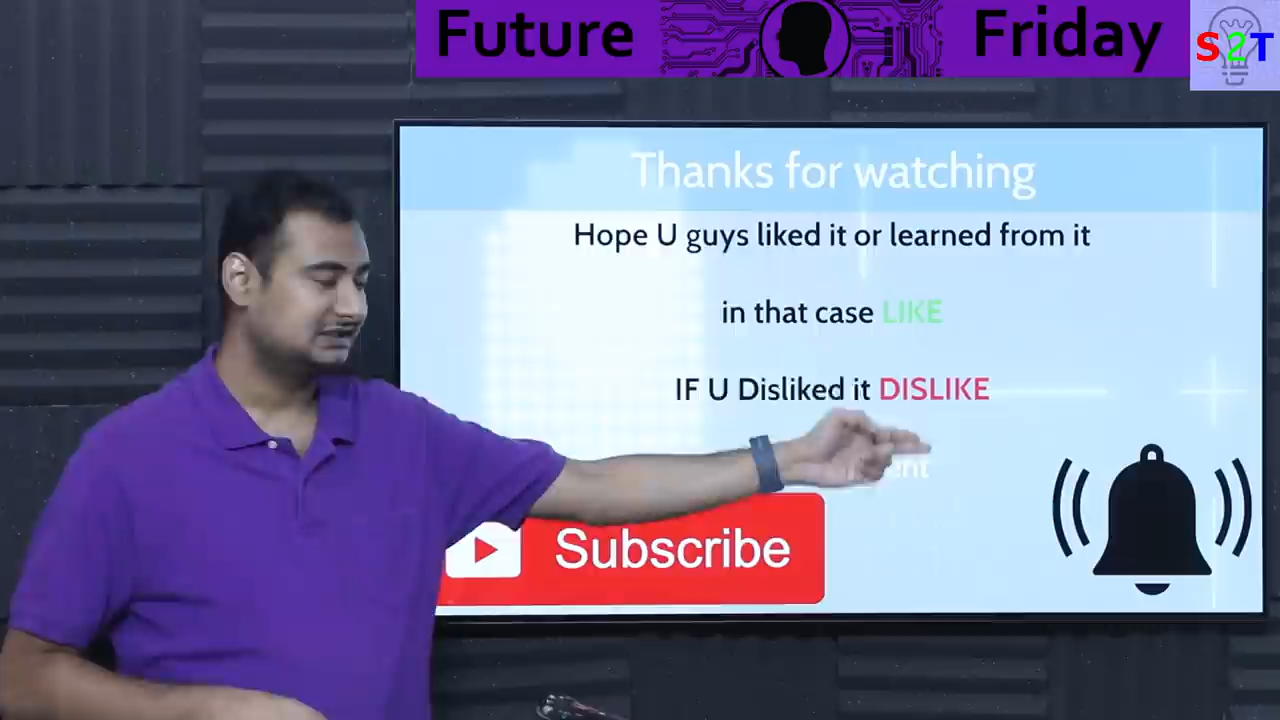 Future Friday
S2T
Thanks for watching
Hope U guys liked it or learned from it
in that case LIKE
IF U Disliked it DISLIKE
Subscribe